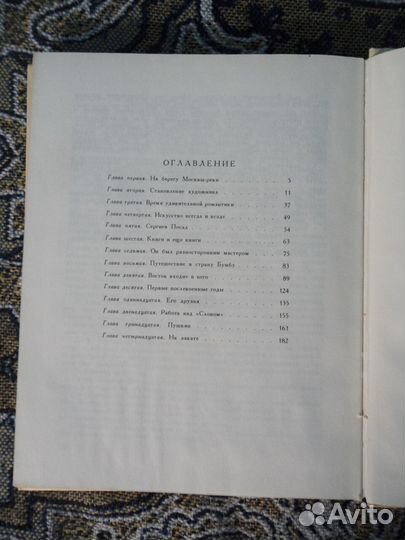 ОГЛАВЛЕНИЕ
Глава первая. На берегу Москвы-реки . . . 5
Глава вторая. Становление художника . . . 11
Глава третья. Время удивительной романтики . . . 37
Глава четвертая. Искусство всегда и везде . . . 49
Глава пятая. Сергиев Посад . . . 54
Глава шестая. Книги и еще книги . . . 63
Глава седьмая. Он был разносторонним мастером . . . 75
Глава восьмая. Путешествие в страну Бумбу . . . 83
Глава девятая. Восток входит в него . . . 89
Глава десятая. Первые послевоенные годы . . . 124
Глава одиннадцатая. Его друзья . . . 135
Глава двенадцатая. Работа над «Словом» . . . 155
Глава тринадцатая. Пушкин . . . 161
Глава четырнадцатая. На закате . . . 182
Avito